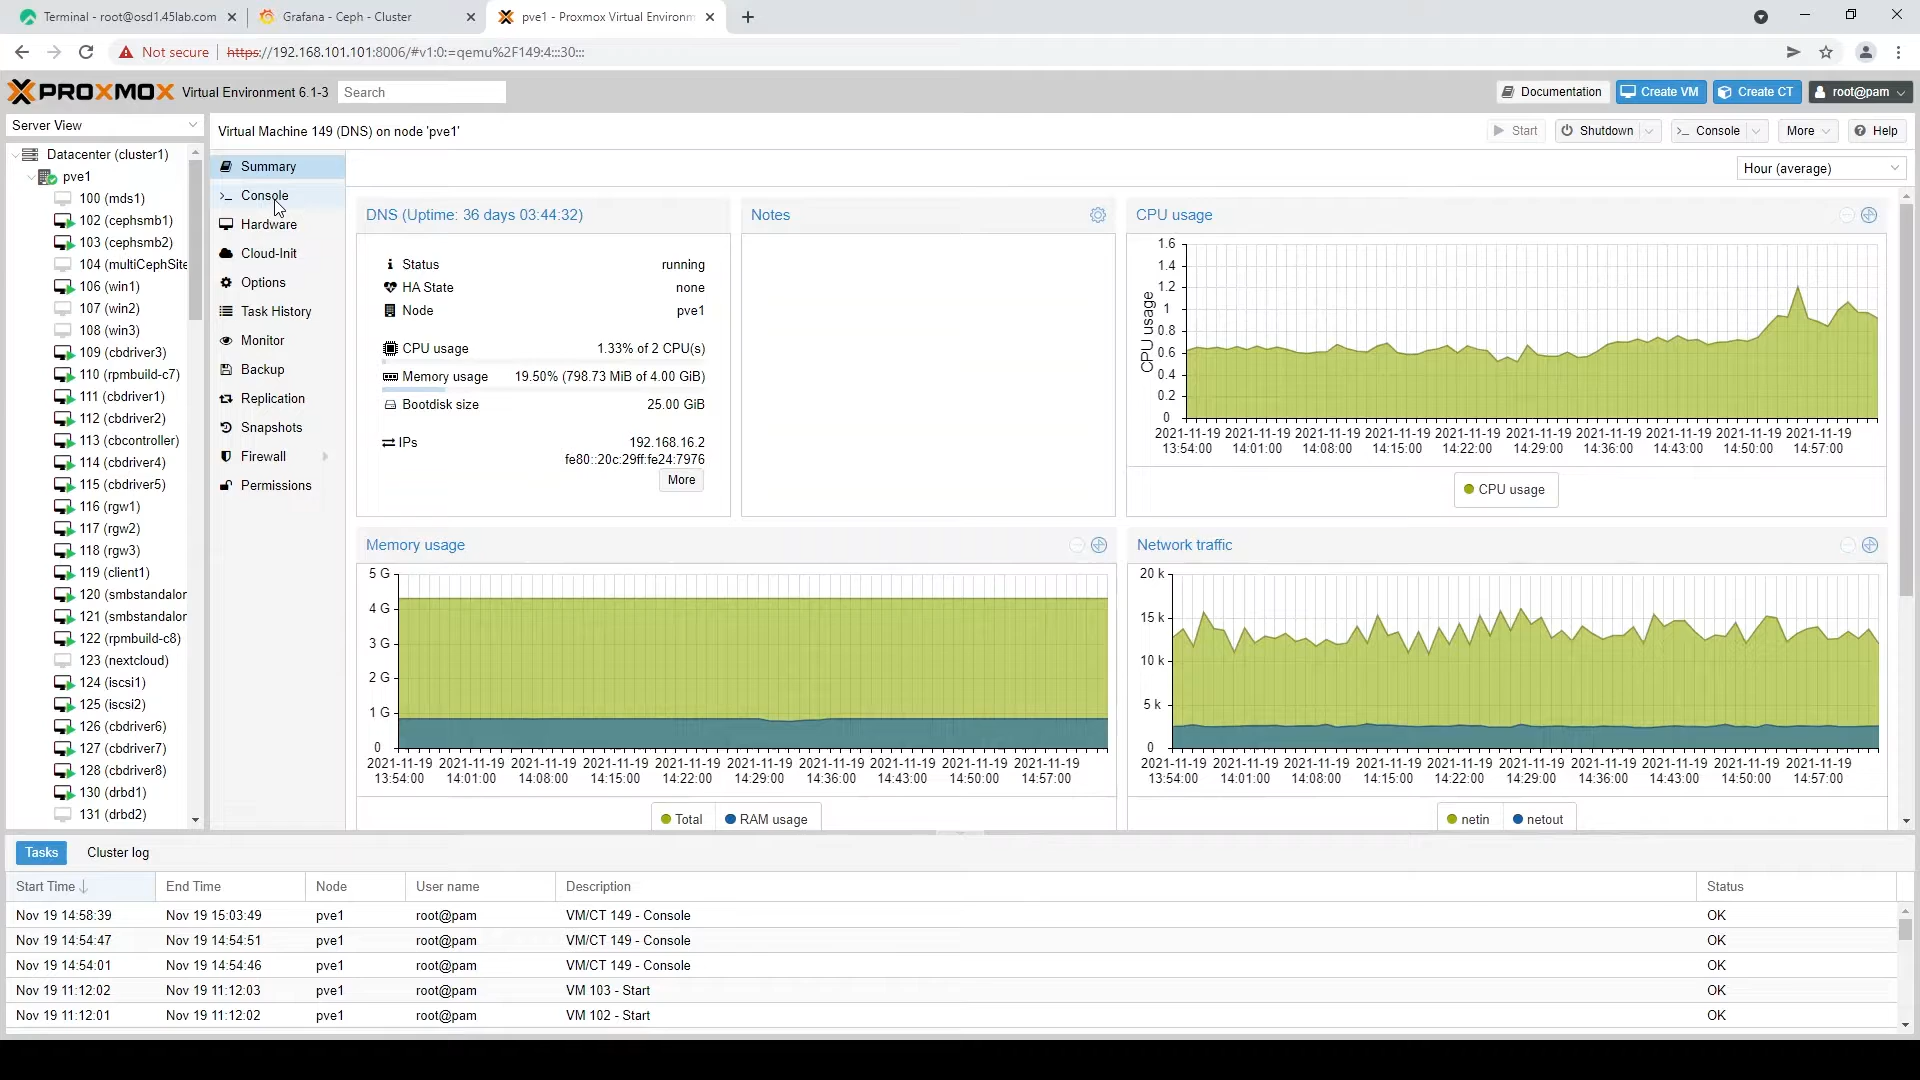 Terminal - root@osd1.45lab.com
Grafana - Ceph - Cluster
pve1 - Proxmox Virtual Environm
Not secure
https://192.168.101.101:8006/#v1:0:=qemu%2F149:4:::30:::
PROXMOX
Virtual Environment 6.1-3
Search
Documentation
Create VM
Create CT
root@pam
Server View
Virtual Machine 149 (DNS) on node 'pve1'
Start
Shutdown
Console
More
Help
Datacenter (cluster1)
pve1
100 (mds1)
102 (cephsmb1)
103 (cephsmb2)
104 (multiCephSite
106 (win1)
107 (win2)
108 (win3)
109 (cbdriver3)
110 (rpmbuild-c7)
111 (cbdriver1)
112 (cbdriver2)
113 (cbcontroller)
114 (cbdriver4)
115 (cbdriver5)
116 (rgw1)
117 (rgw2)
118 (rgw3)
119 (client1)
120 (smbstandalor
121 (smbstandalor
122 (rpmbuild-c8)
123 (nextcloud)
124 (iscsi1)
125 (iscsi2)
126 (cbdriver6)
127 (cbdriver7)
128 (cbdriver8)
130 (drbd1)
131 (drbd2)
Summary
Console
Hardware
Cloud-Init
Options
Task History
Monitor
Backup
Replication
Snapshots
Firewall
Permissions
Hour (average)
DNS (Uptime: 36 days 03:44:32)
Status running
HA State none
Node pve1
CPU usage 1.33% of 2 CPU(s)
Memory usage 19.50% (798.73 MiB of 4.00 GiB)
Bootdisk size 25.00 GiB
IPs 192.168.16.2
fe80::20c:29ff:fe24:7976
More
Notes
CPU usage
CPU usage
1.6
1.4
1.2
1
0.8
0.6
0.4
0.2
0
2021-11-19 2021-11-19 2021-11-19 2021-11-19 2021-11-19 2021-11-19 2021-11-19 2021-11-19 2021-11-19 2021-11-19
13:54:00 14:01:00 14:08:00 14:15:00 14:22:00 14:29:00 14:36:00 14:43:00 14:50:00 14:57:00
CPU usage
Memory usage
5 G
4 G
3 G
2 G
1 G
0
2021-11-19 2021-11-19 2021-11-19 2021-11-19 2021-11-19 2021-11-19 2021-11-19 2021-11-19 2021-11-19 2021-11-19
13:54:00 14:01:00 14:08:00 14:15:00 14:22:00 14:29:00 14:36:00 14:43:00 14:50:00 14:57:00
Total
RAM usage
Network traffic
20 k
15 k
10 k
5 k
0
2021-11-19 2021-11-19 2021-11-19 2021-11-19 2021-11-19 2021-11-19 2021-11-19 2021-11-19 2021-11-19 2021-11-19
13:54:00 14:01:00 14:08:00 14:15:00 14:22:00 14:29:00 14:36:00 14:43:00 14:50:00 14:57:00
netin
netout
Tasks
Cluster log
Start Time End Time Node User name Description Status
Nov 19 14:58:39 Nov 19 15:03:49 pve1 root@pam VM/CT 149 - Console OK
Nov 19 14:54:47 Nov 19 14:54:51 pve1 root@pam VM/CT 149 - Console OK
Nov 19 14:54:01 Nov 19 14:54:46 pve1 root@pam VM/CT 149 - Console OK
Nov 19 11:12:02 Nov 19 11:12:03 pve1 root@pam VM 103 - Start OK
Nov 19 11:12:01 Nov 19 11:12:02 pve1 root@pam VM 102 - Start OK